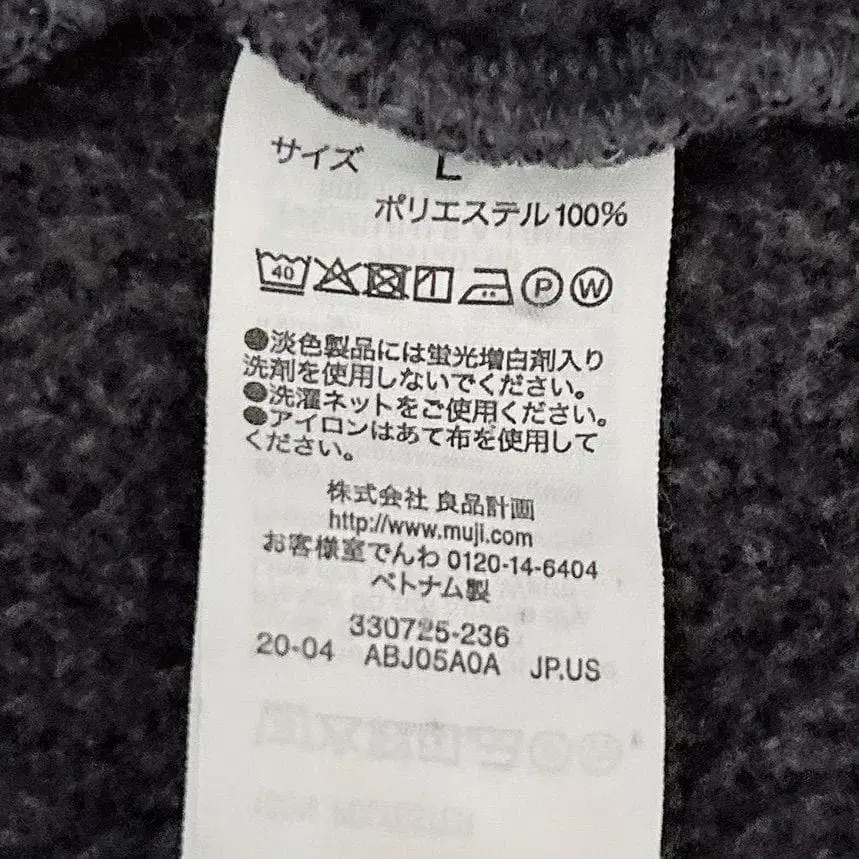 サイズ L
ポリエステル100%
40 P W
●淡色製品には蛍光増白剤入り
洗剤を使用しないでください。
●洗濯ネットをご使用ください。
●アイロンはあて布を使用して
ください。
株式会社 良品計画
http://www.muji.com
お客様室でんわ 0120-14-6404
ベトナム製
330725-236
20-04 ABJ05A0A JP.US